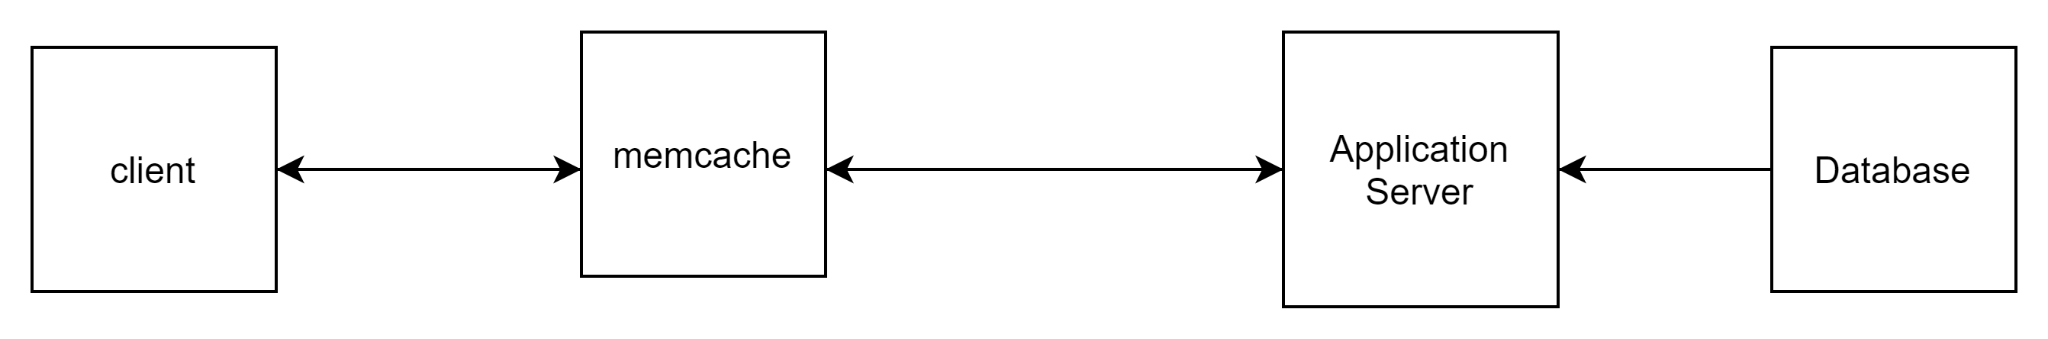 client
memcache
Application
Server
Database